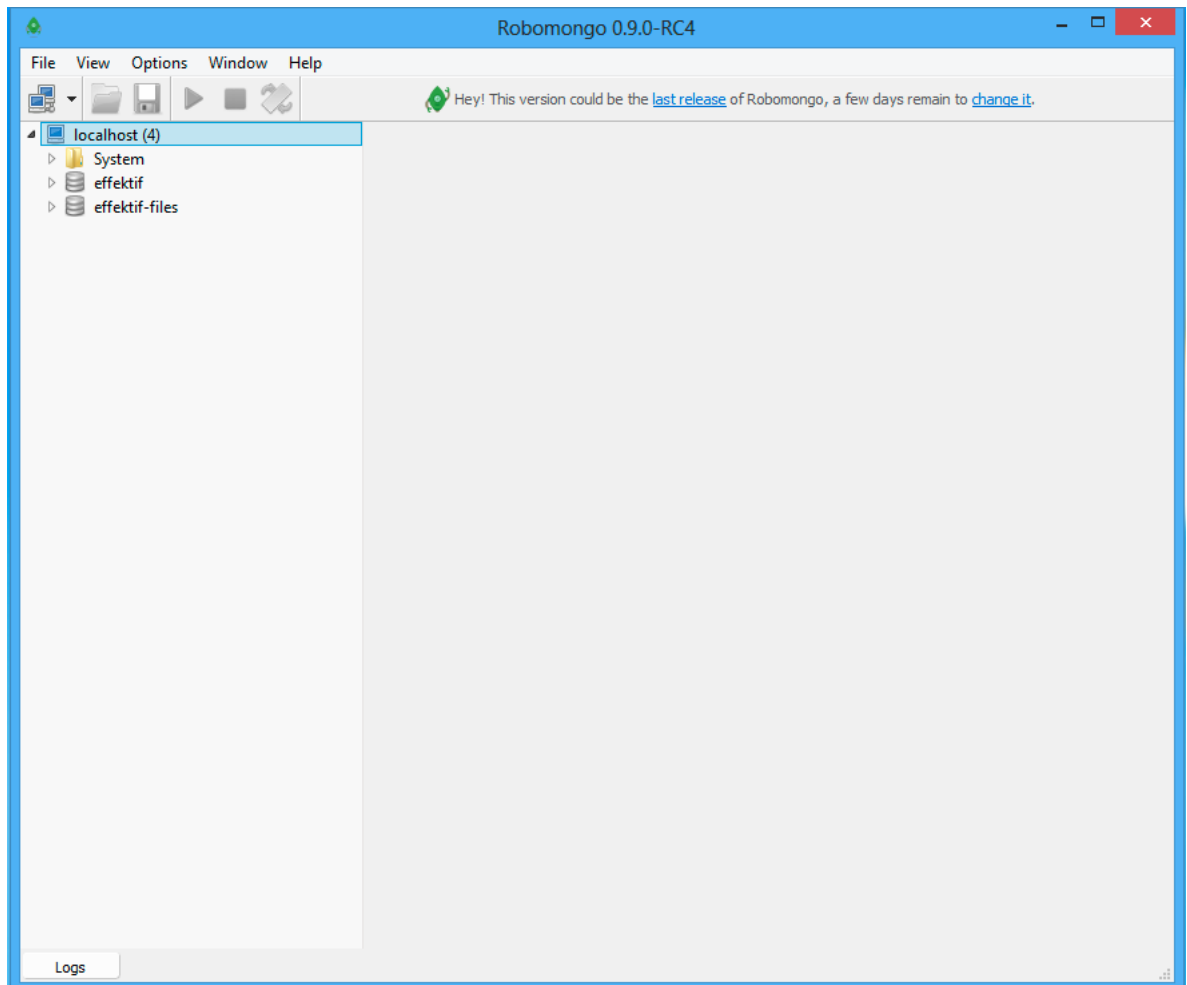 Robomongo 0.9.0-RC4
File View Options Window Help
Hey! This version could be the last release of Robomongo, a few days remain to change it.
localhost (4)
System
effektif
effektif-files
Logs